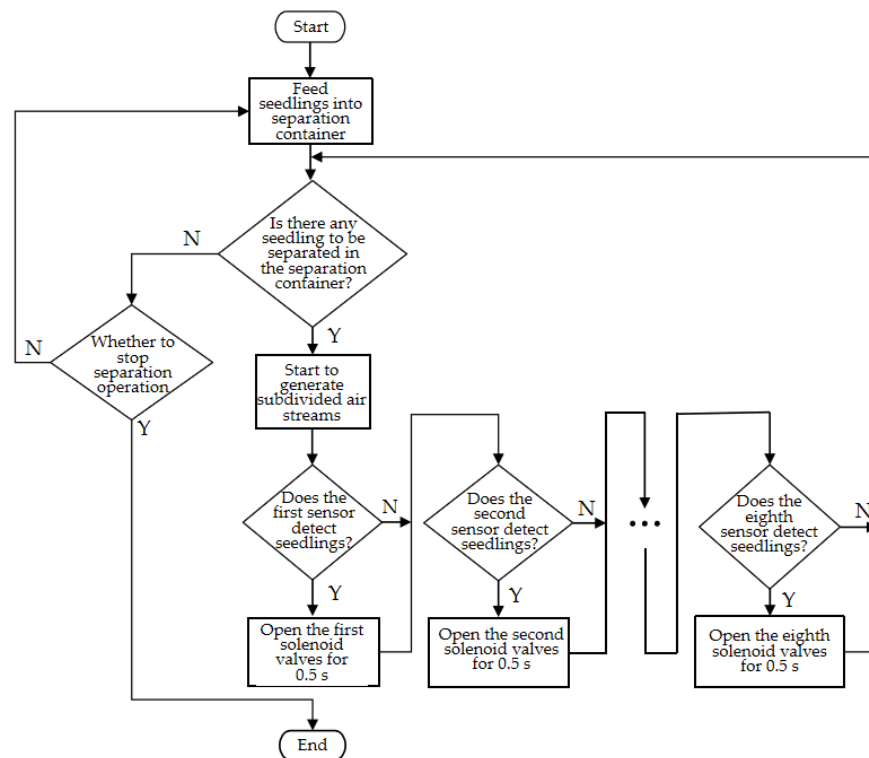 Start
Feed
seedlings into
separation
container
Is there any
seedling to be
separated in
the separation
container?
N
Y
Whether to
stop
separation
operation
N
Y
Start to
generate
subdivided air
streams
Does the
first sensor
detect
seedlings?
N
Y
Open the first
solenoid
valves for
0.5 s
Does the
second
sensor detect
seedlings?
N
Y
Open the second
solenoid valves
for 0.5 s
...
Does the
eighth
sensor detect
seedlings?
N
Y
Open the eighth
solenoid valves
for 0.5 s
End